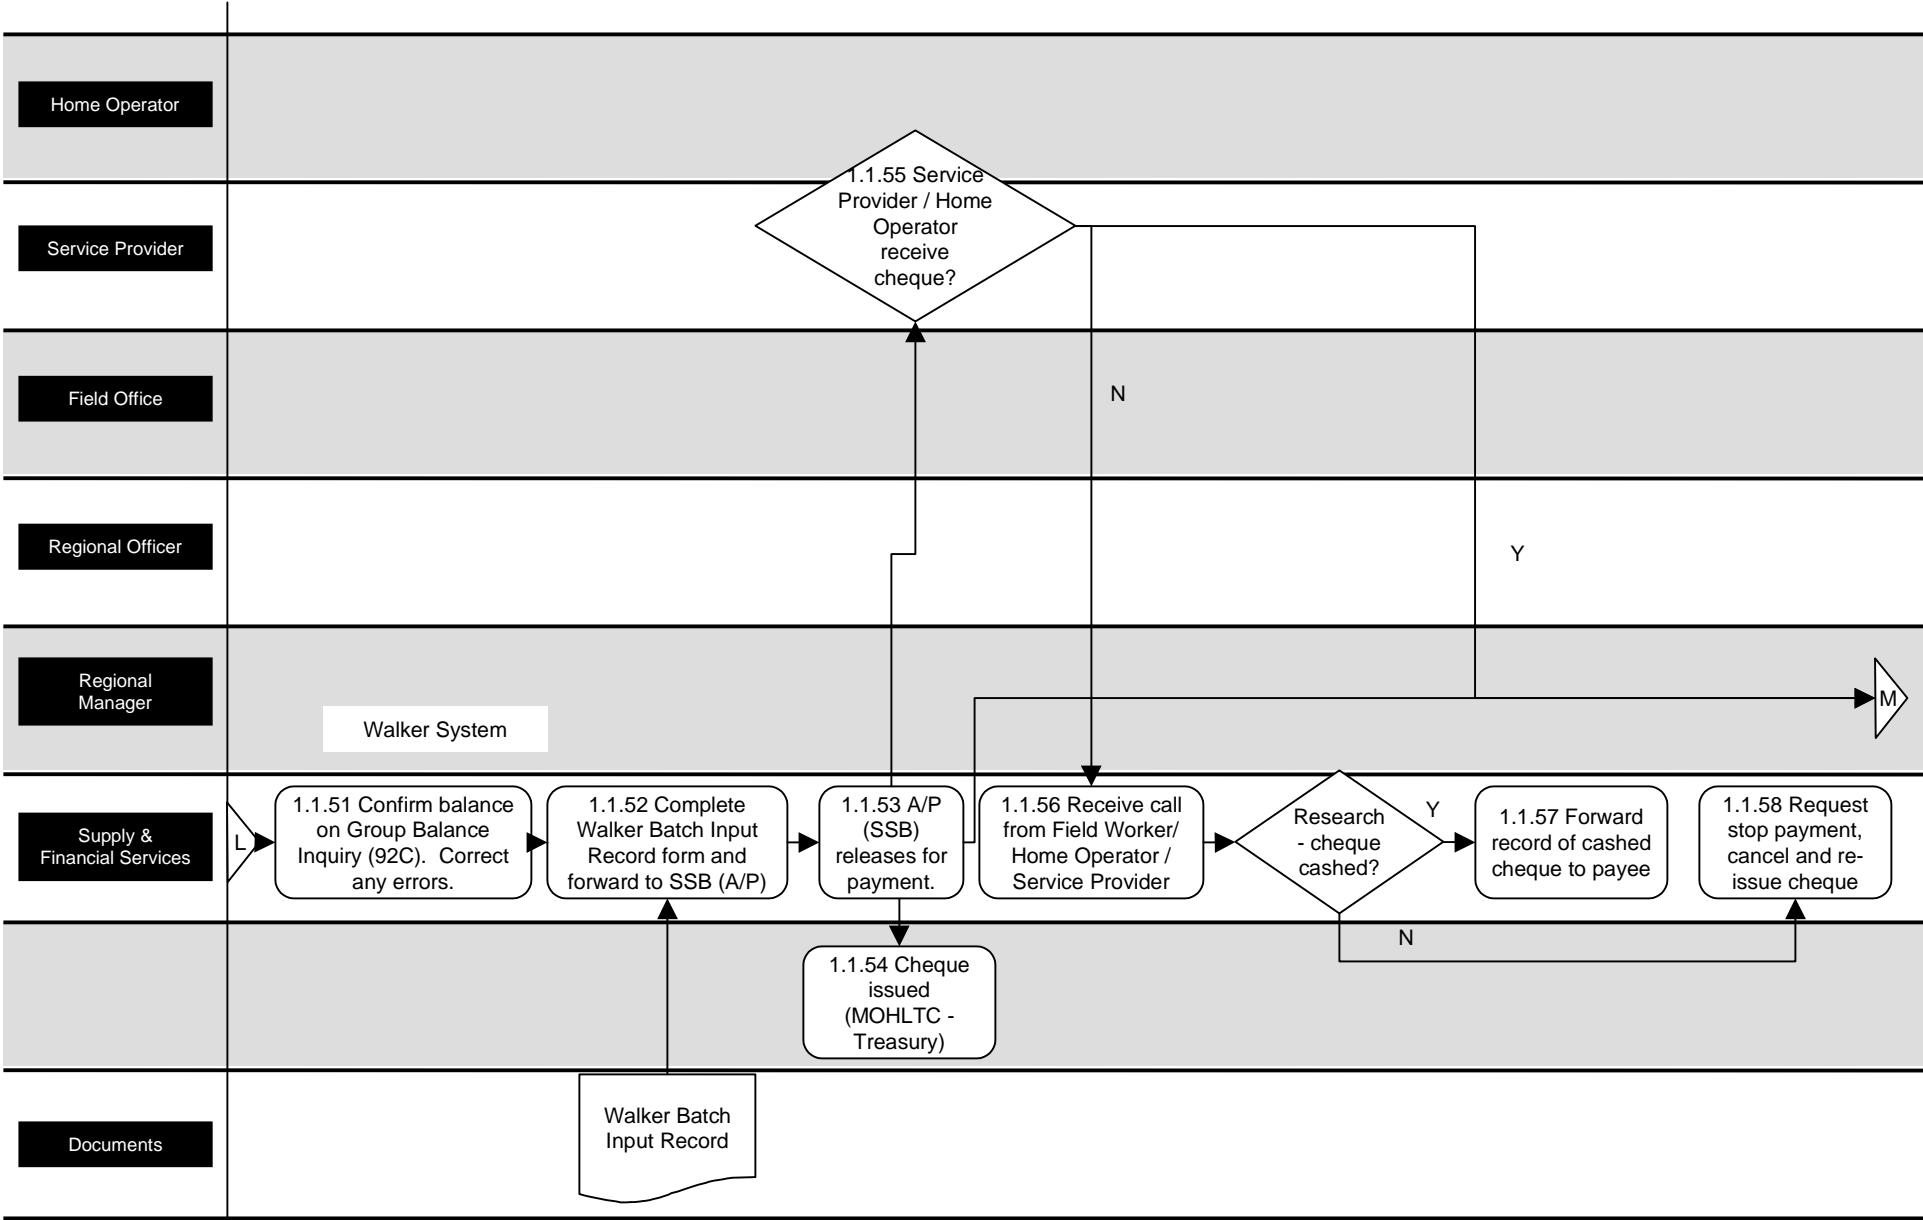 Home Operator
1.1.55 Service
Provider / Home
Operator
receive
cheque?
Service Provider
Field Office
N
Regional Officer
Y
Regional
Manager
M
Walker System
Supply &
Financial Services
L
1.1.51 Confirm balance
on Group Balance
Inquiry (92C).  Correct
any errors.
1.1.52 Complete
Walker Batch Input
Record form and
forward to SSB (A/P)
1.1.53 A/P
(SSB)
releases for
payment.
1.1.56 Receive call
from Field Worker/
Home Operator /
Service Provider
Research
- cheque
cashed?
Y
1.1.57 Forward
record of cashed
cheque to payee
1.1.58 Request
stop payment,
cancel and re-
issue cheque
N
1.1.54 Cheque
issued
(MOHLTC -
Treasury)
Documents
Walker Batch
Input Record